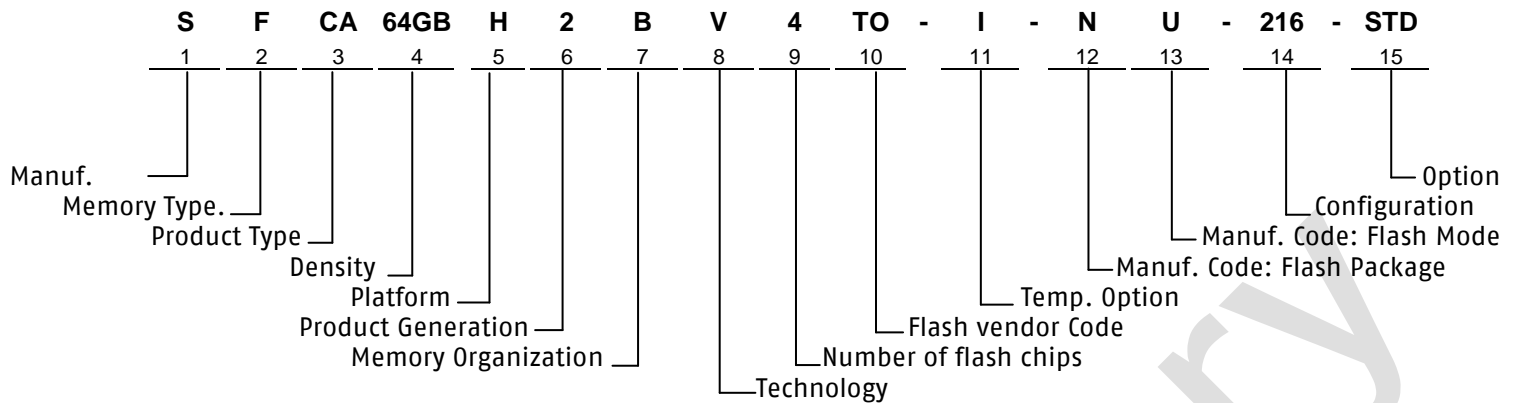 S F CA 64GB H 2 B V 4 TO - I - N U - 216 - STD
1 2 3 4 5 6 7 8 9 10 11 12 13 14 15
Manuf. Option
Memory Type. Configuration
Product Type Manuf. Code: Flash Mode
Density Manuf. Code: Flash Package
Platform Temp. Option
Product Generation Flash vendor Code
Memory Organization Number of flash chips
Technology
ry